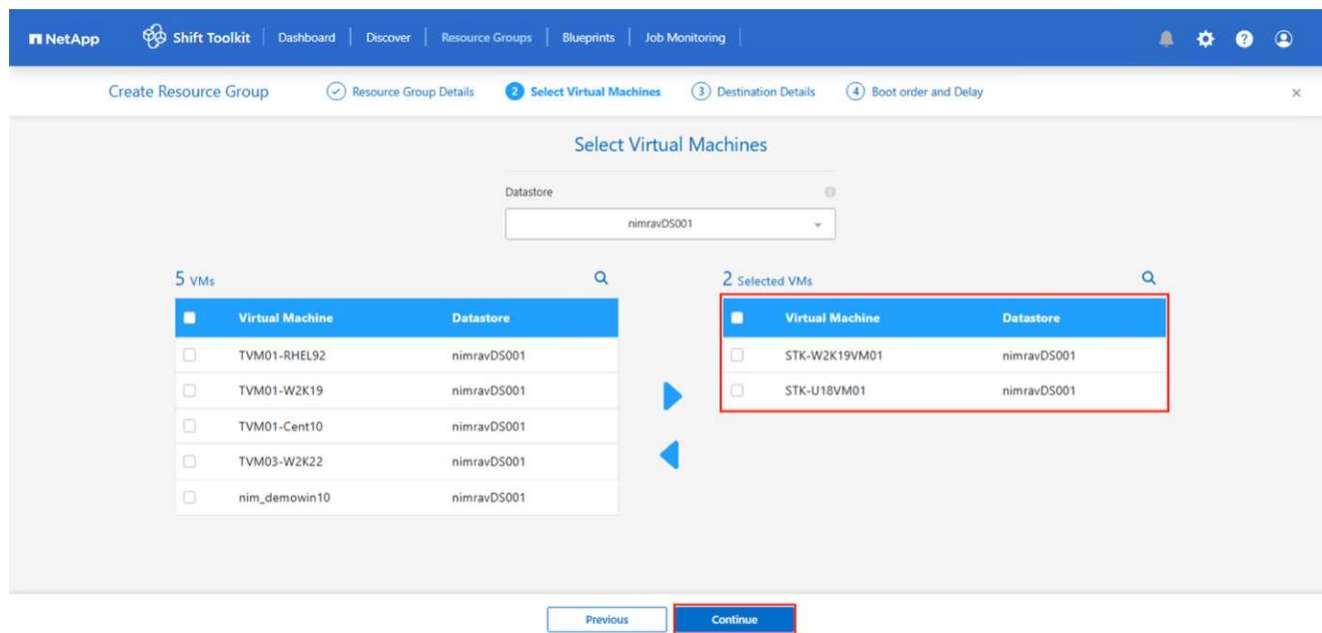 NetApp Shift Toolkit Dashboard Discover Resource Groups Blueprints Job Monitoring
Create Resource Group Resource Group Details 2 Select Virtual Machines 3 Destination Details 4 Boot order and Delay
Select Virtual Machines
Datastore
nimravDS001
5 VMs
Virtual Machine Datastore
TVM01-RHEL92 nimravDS001
TVM01-W2K19 nimravDS001
TVM01-Cent10 nimravDS001
TVM03-W2K22 nimravDS001
nim_demowin10 nimravDS001
2 Selected VMs
Virtual Machine Datastore
STK-W2K19VM01 nimravDS001
STK-U18VM01 nimravDS001
Previous Continue